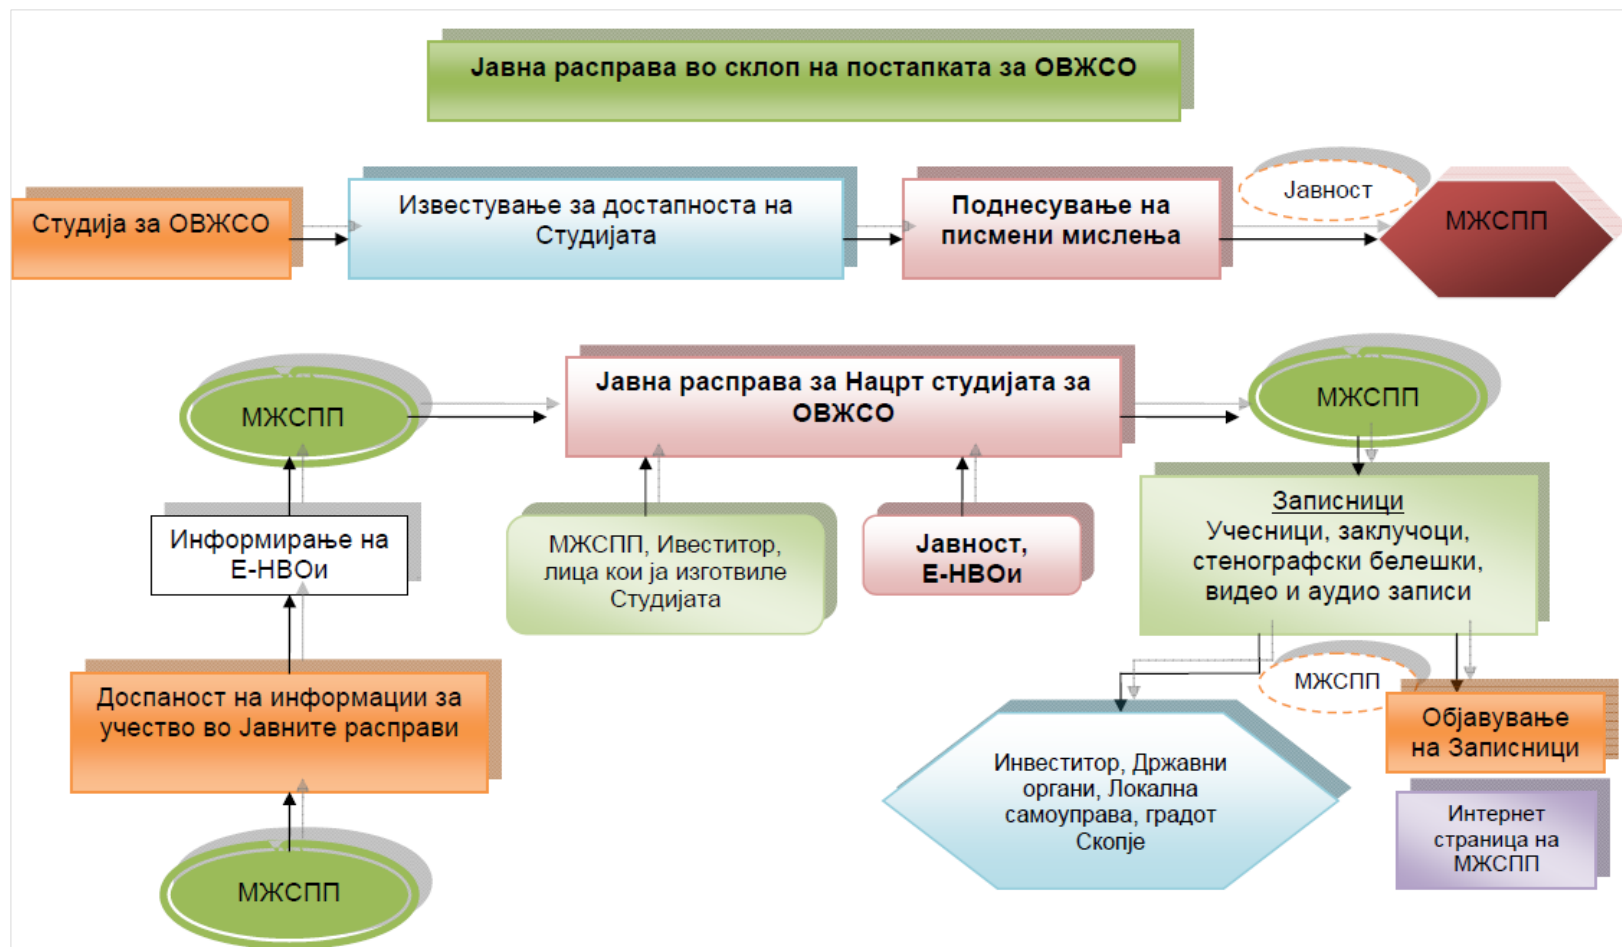 Јавна расправа во склоп на постапката за ОВЖСО
Студија за ОВЖСО
Известување за достапноста на
Студијата
Поднесување на
писмени мислења
Јавност
МЖСПП
МЖСПП
Јавна расправа за Нацрт студијата за
ОВЖСО
МЖСПП
Информирање на
Е-НВОи
МЖСПП, Ивеститор,
лица кои ја изготвиле
Студијата
Јавност,
Е-НВОи
Записници
Учесници, заклучоци,
стенографски белешки,
видео и аудио записи
Доспаност на информации за
учество во Јавните расправи
МЖСПП
МЖСПП
Објавување
на Записници
Инвеститор, Државни
органи, Локална
самоуправа, градот
Скопје
Интернет
страница на
МЖСПП